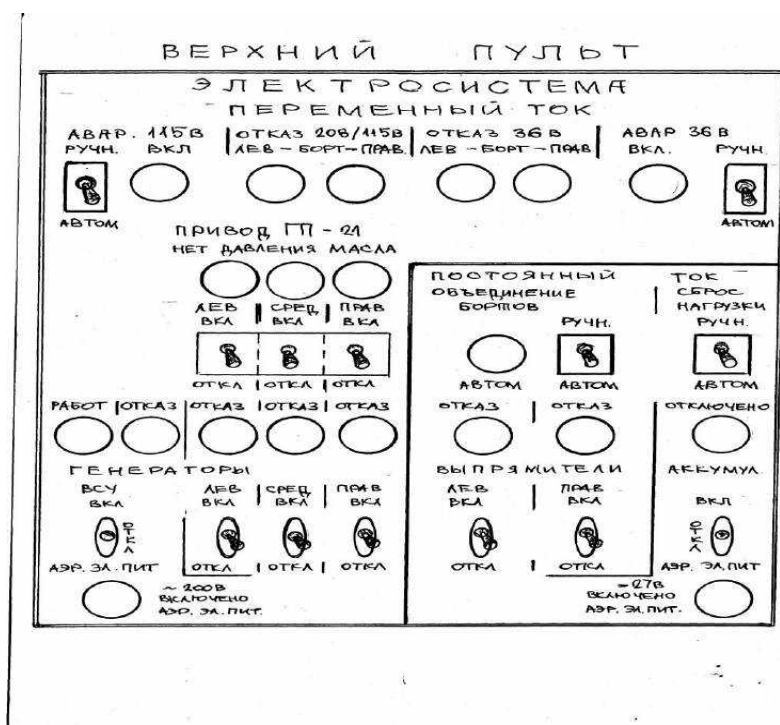 ВЕРХНИЙ ПУЛЬТ
ЭЛЕКТРОСИСТЕМА
ПЕРЕМЕННЫЙ ТОК
АВАР. 115В
РУЧН. ВКЛ
АВТОМ
ОТКАЗ 208/115В
ЛЕВ - БОРТ - ПРАВ.
ОТКАЗ 36В
ЛЕВ - БОРТ - ПРАВ
АВАР 36В
ВКЛ. РУЧН.
АВТОМ
ПРИВОД ГП-21
НЕТ ДАВЛЕНИЯ МАСЛА
ЛЕВ СРЕД ПРАВ
ВКЛ ВКЛ ВКЛ
ОТКЛ ОТКЛ ОТКЛ
РАБОТ ОТКАЗ ОТКАЗ ОТКАЗ ОТКАЗ
ГЕНЕРАТОРЫ
ВСУ ЛЕВ СРЕД ПРАВ
ВКЛ ВКЛ ВКЛ ВКЛ
ОТКЛ
АЭР. ЭЛ. ПИТ ОТКЛ ОТКЛ ОТКЛ
~ 200В
ВКЛЮЧЕНО
АЭР. ЭЛ. ПИТ.
ПОСТОЯННЫЙ ТОК
ОБЪЕДИНЕНИЕ
БОРТОВ
РУЧН.
АВТОМ АВТОМ
СБРОС
НАГРУЗКИ
РУЧН.
АВТОМ
ОТКАЗ ОТКАЗ
ВЫПРЯМИТЕЛИ
ЛЕВ ПРАВ
ВКЛ ВКЛ
ОТКЛ ОТКЛ
ОТКЛЮЧЕНО
АККУМУЛ
ВКЛ
ОТКЛ
АЭР. ЭЛ. ПИТ
=27В
ВКЛЮЧЕНО
АЭР. ЭЛ. ПИТ.